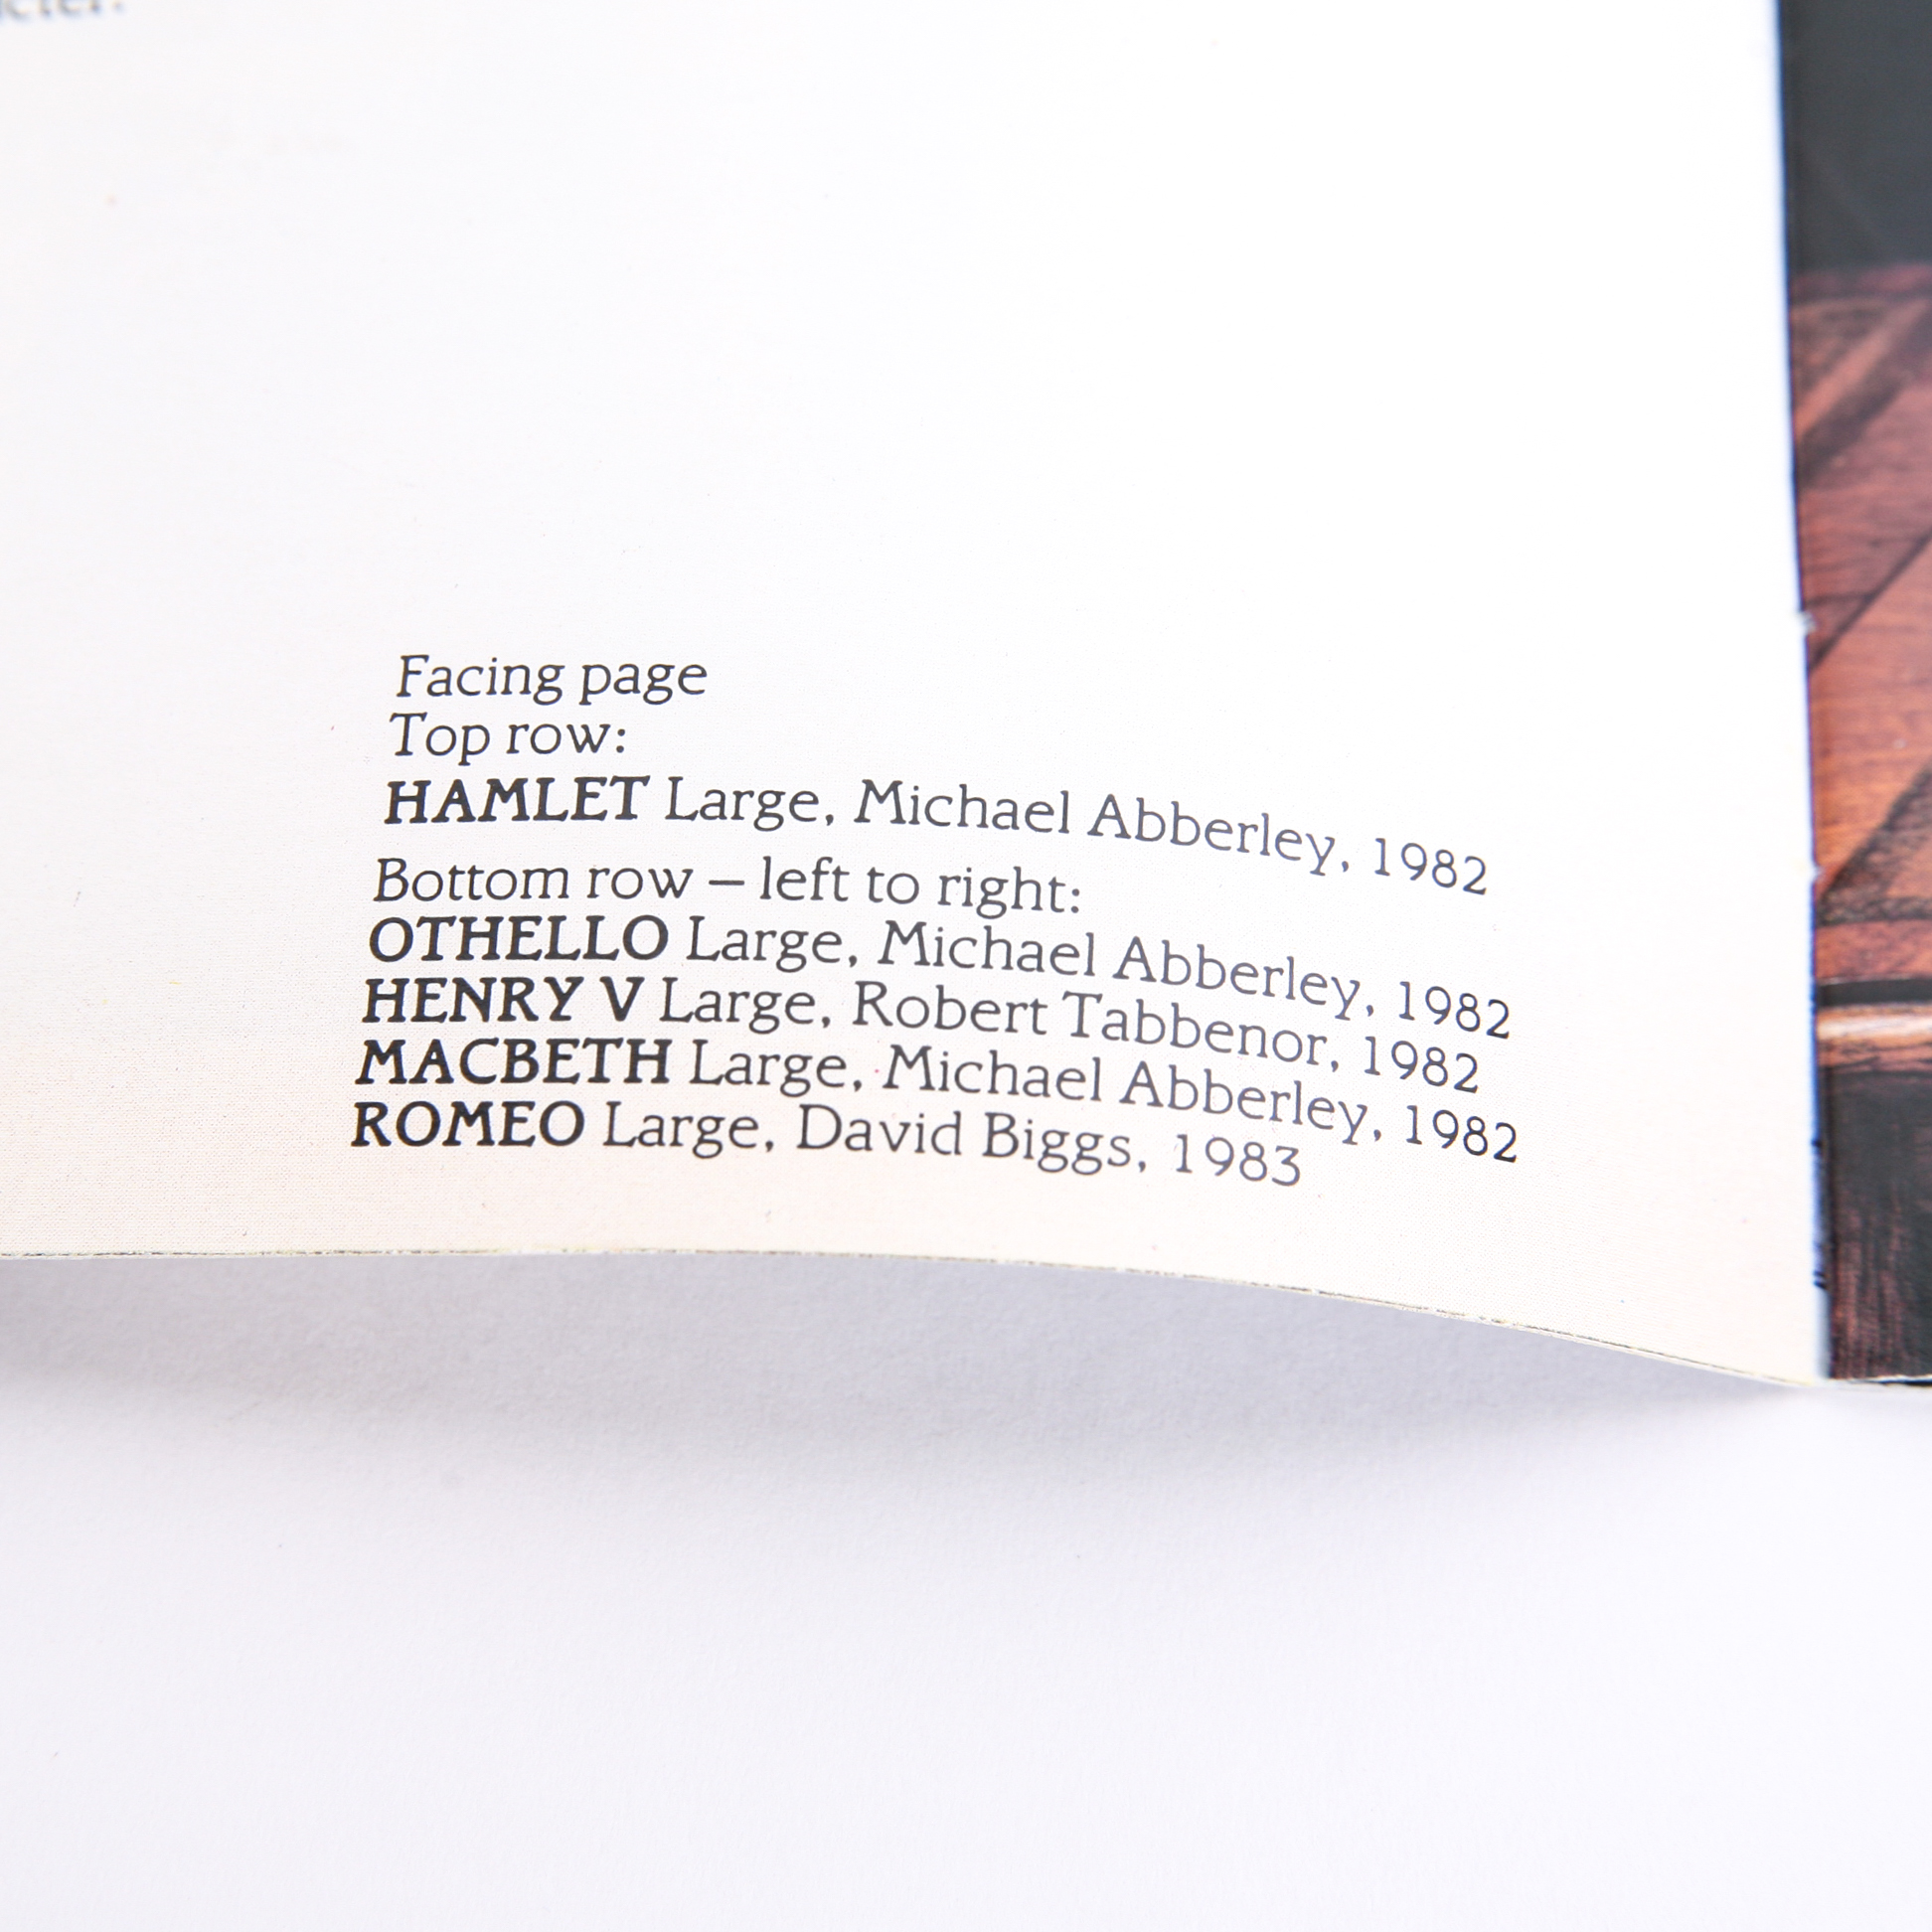 Facing page
Top row:
HAMLET Large, Michael Abberley, 1982
Bottom row – left to right:
OTHELLO Large, Michael Abberley, 1982
HENRY V Large, Robert Tabbenor, 1982
MACBETH Large, Michael Abberley, 1982
ROMEO Large, David Biggs, 1983